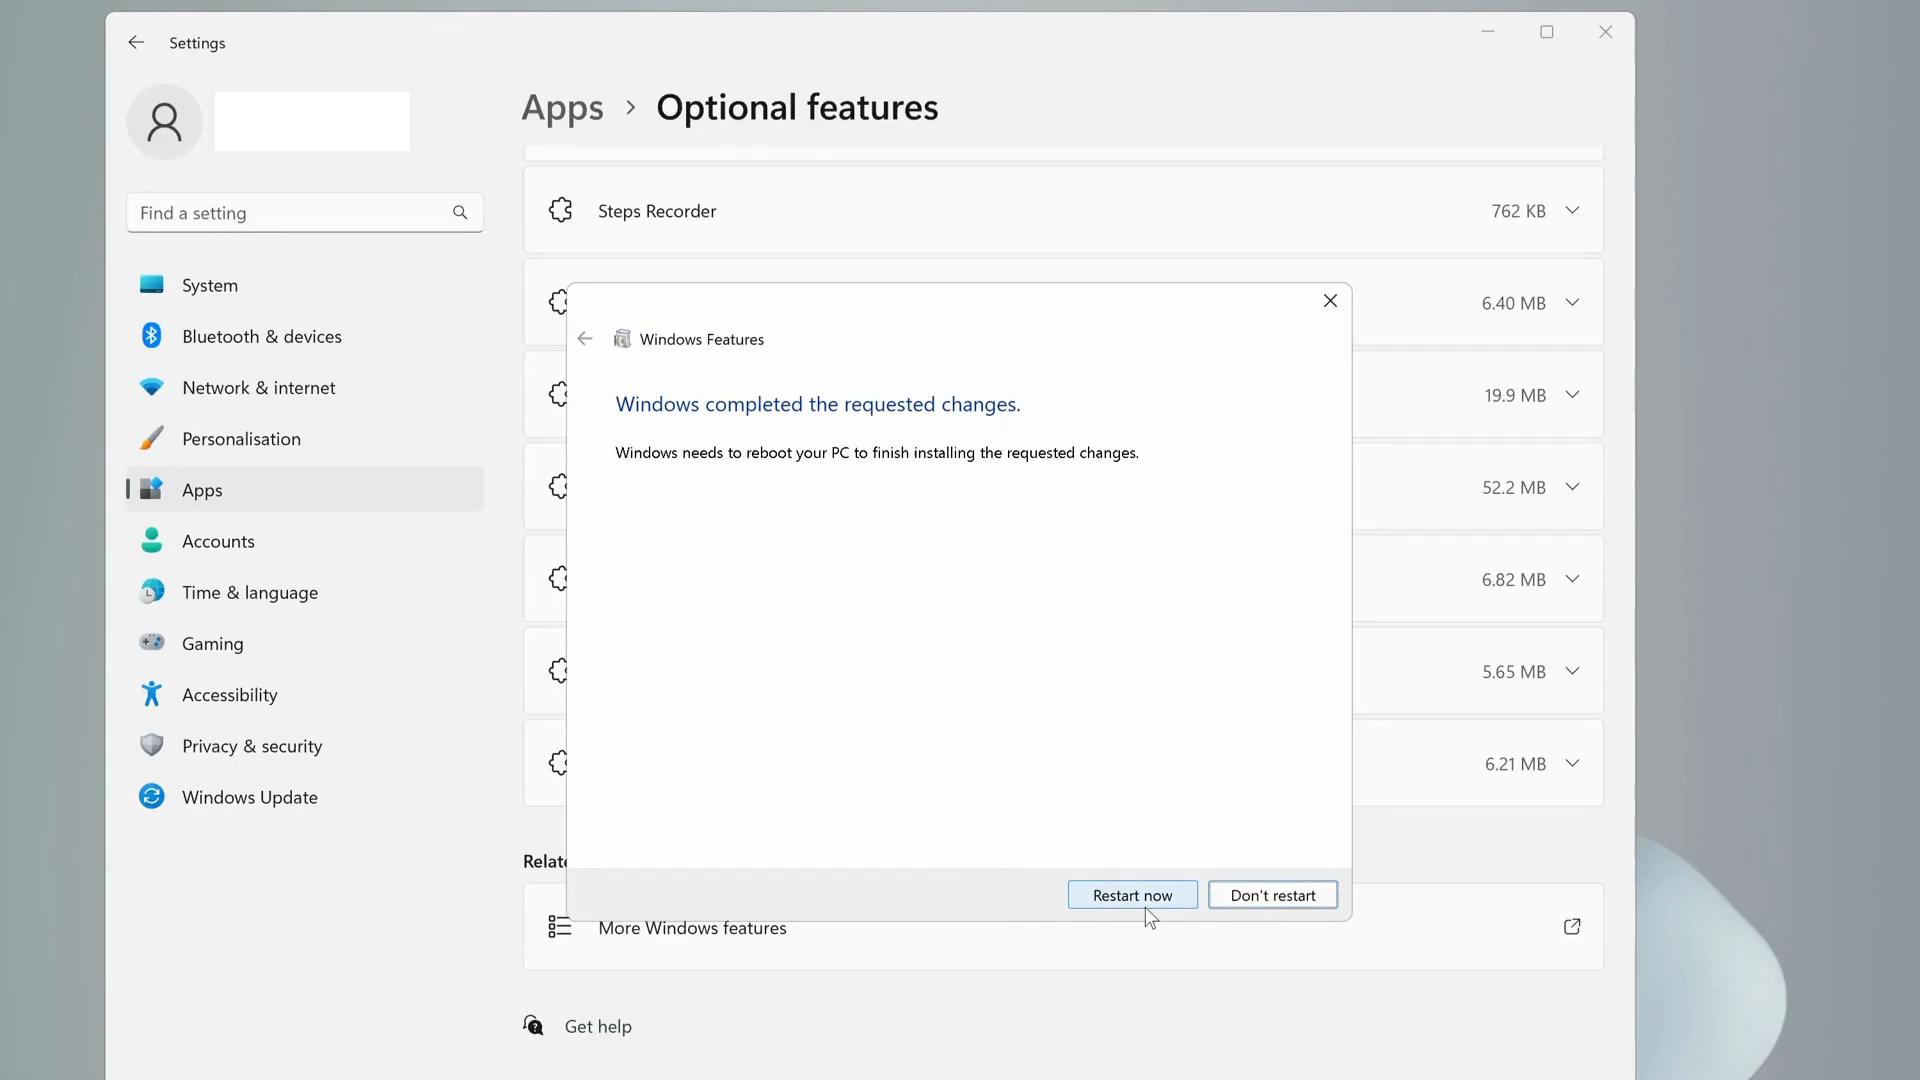 Settings
Find a setting
System
Bluetooth & devices
Network & internet
Personalisation
Apps
Accounts
Time & language
Gaming
Accessibility
Privacy & security
Windows Update
Apps > Optional features
Steps Recorder
762 KB
6.40 MB
19.9 MB
52.2 MB
6.82 MB
5.65 MB
6.21 MB
Windows Features
Windows completed the requested changes.
Windows needs to reboot your PC to finish installing the requested changes.
Restart now
Don't restart
Relate
More Windows features
Get help